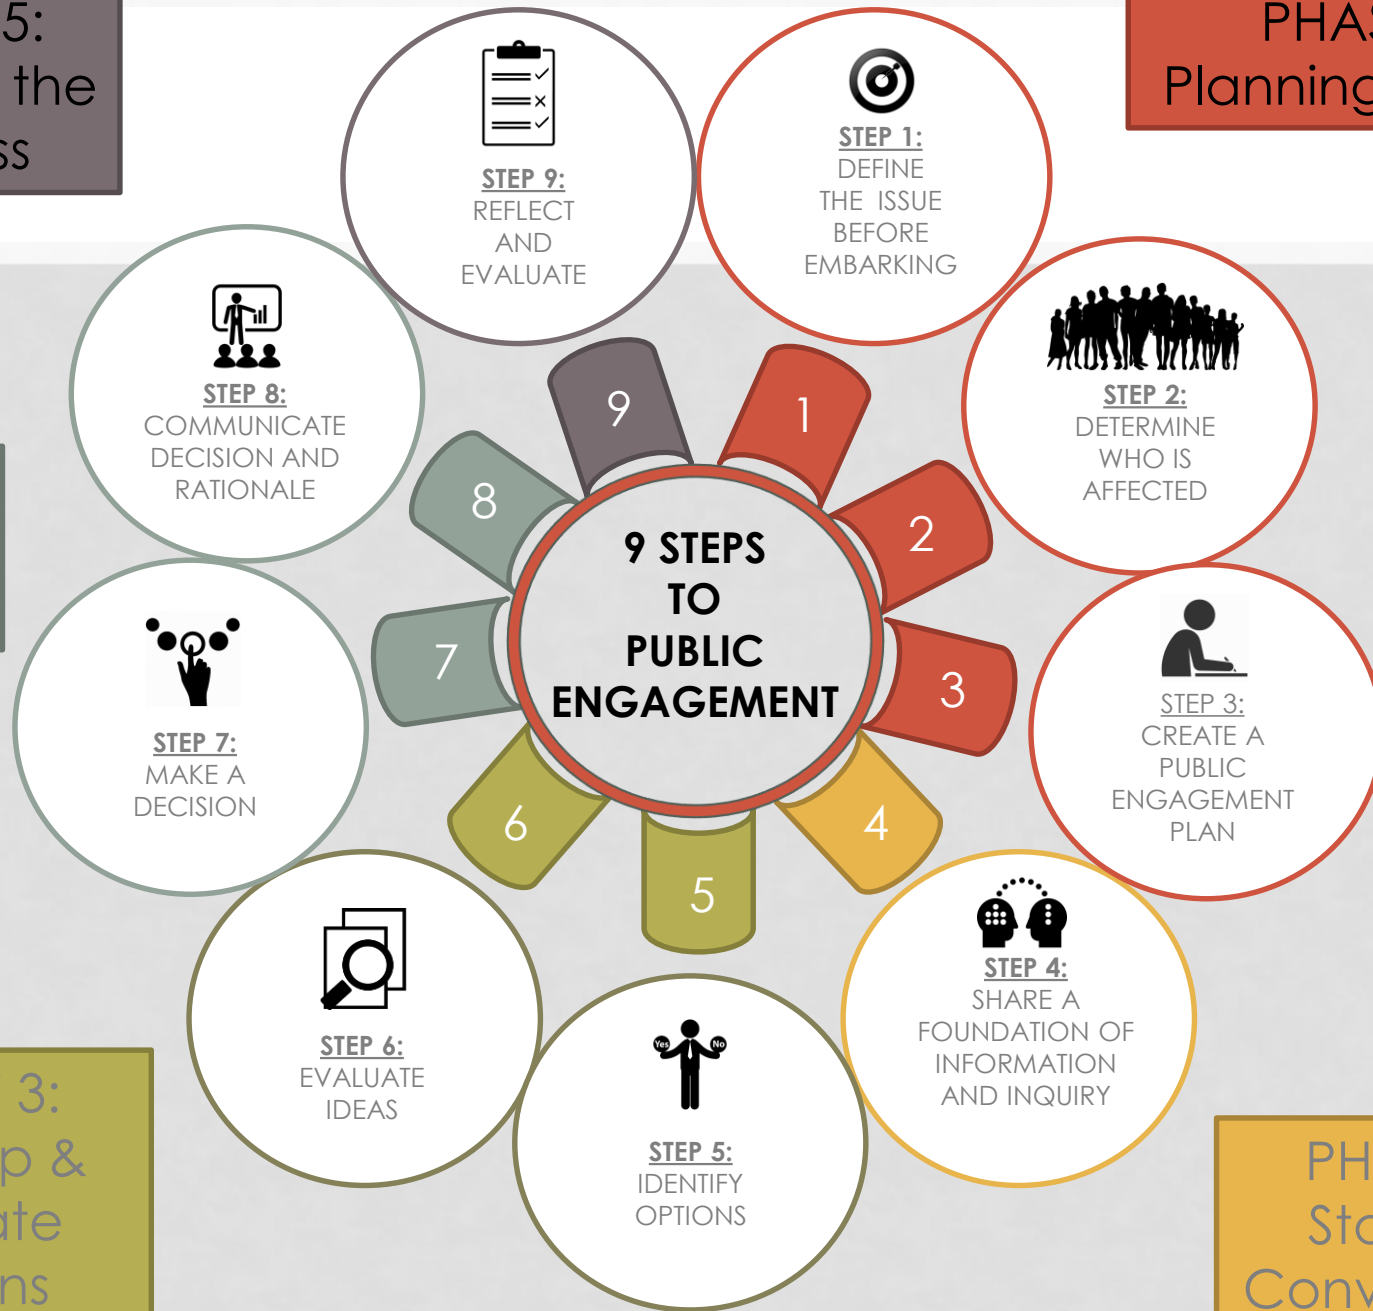 5:
the
PHAS
Planning
STEP 9:
REFLECT
AND
EVALUATE
STEP 1:
DEFINE
THE ISSUE
BEFORE
EMBARKING
STEP 8:
COMMUNICATE
DECISION AND
RATIONALE
STEP 2:
DETERMINE
WHO IS
AFFECTED
9
1
8
2
7
3
6
4
5
9 STEPS
TO
PUBLIC
ENGAGEMENT
STEP 7:
MAKE A
DECISION
STEP 3:
CREATE A
PUBLIC
ENGAGEMENT
PLAN
STEP 6:
EVALUATE
IDEAS
STEP 4:
SHARE A
FOUNDATION OF
INFORMATION
AND INQUIRY
Yes No
STEP 5:
IDENTIFY
OPTIONS
3:
p &
ate
ns
PH
Sta
Conv